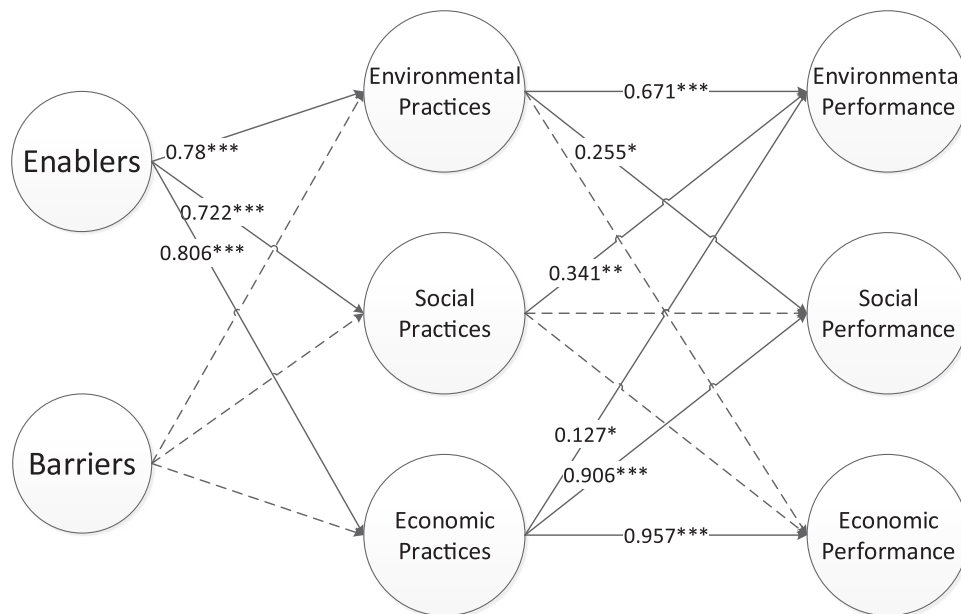 Environmental
Practices
Environmenta
Performance
Enablers
0.671***
0.78***
0.255*
0.722***
0.806***
0.341**
Social
Practices
Social
Performance
Barriers
0.127*
0.906***
Economic
Practices
0.957***
Economic
Performance